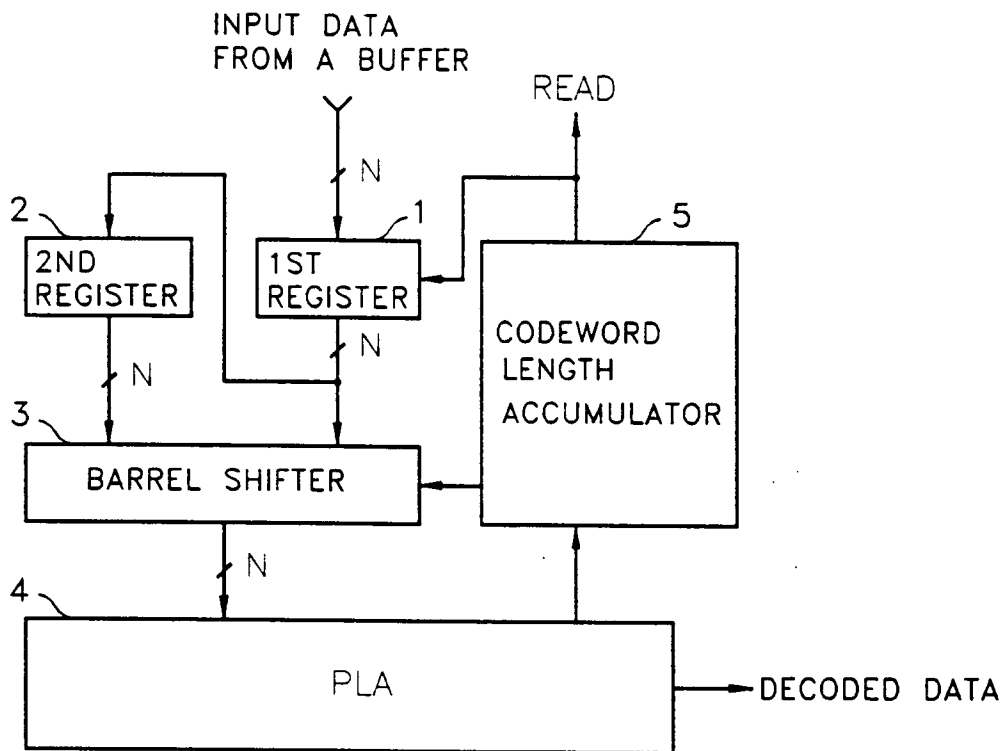 INPUT DATA
FROM A BUFFER
READ
N
2
1
5
2ND
REGISTER
1ST
REGISTER
N
N
CODEWORD
LENGTH
ACCUMULATOR
3
BARREL SHIFTER
N
4
PLA
DECODED DATA